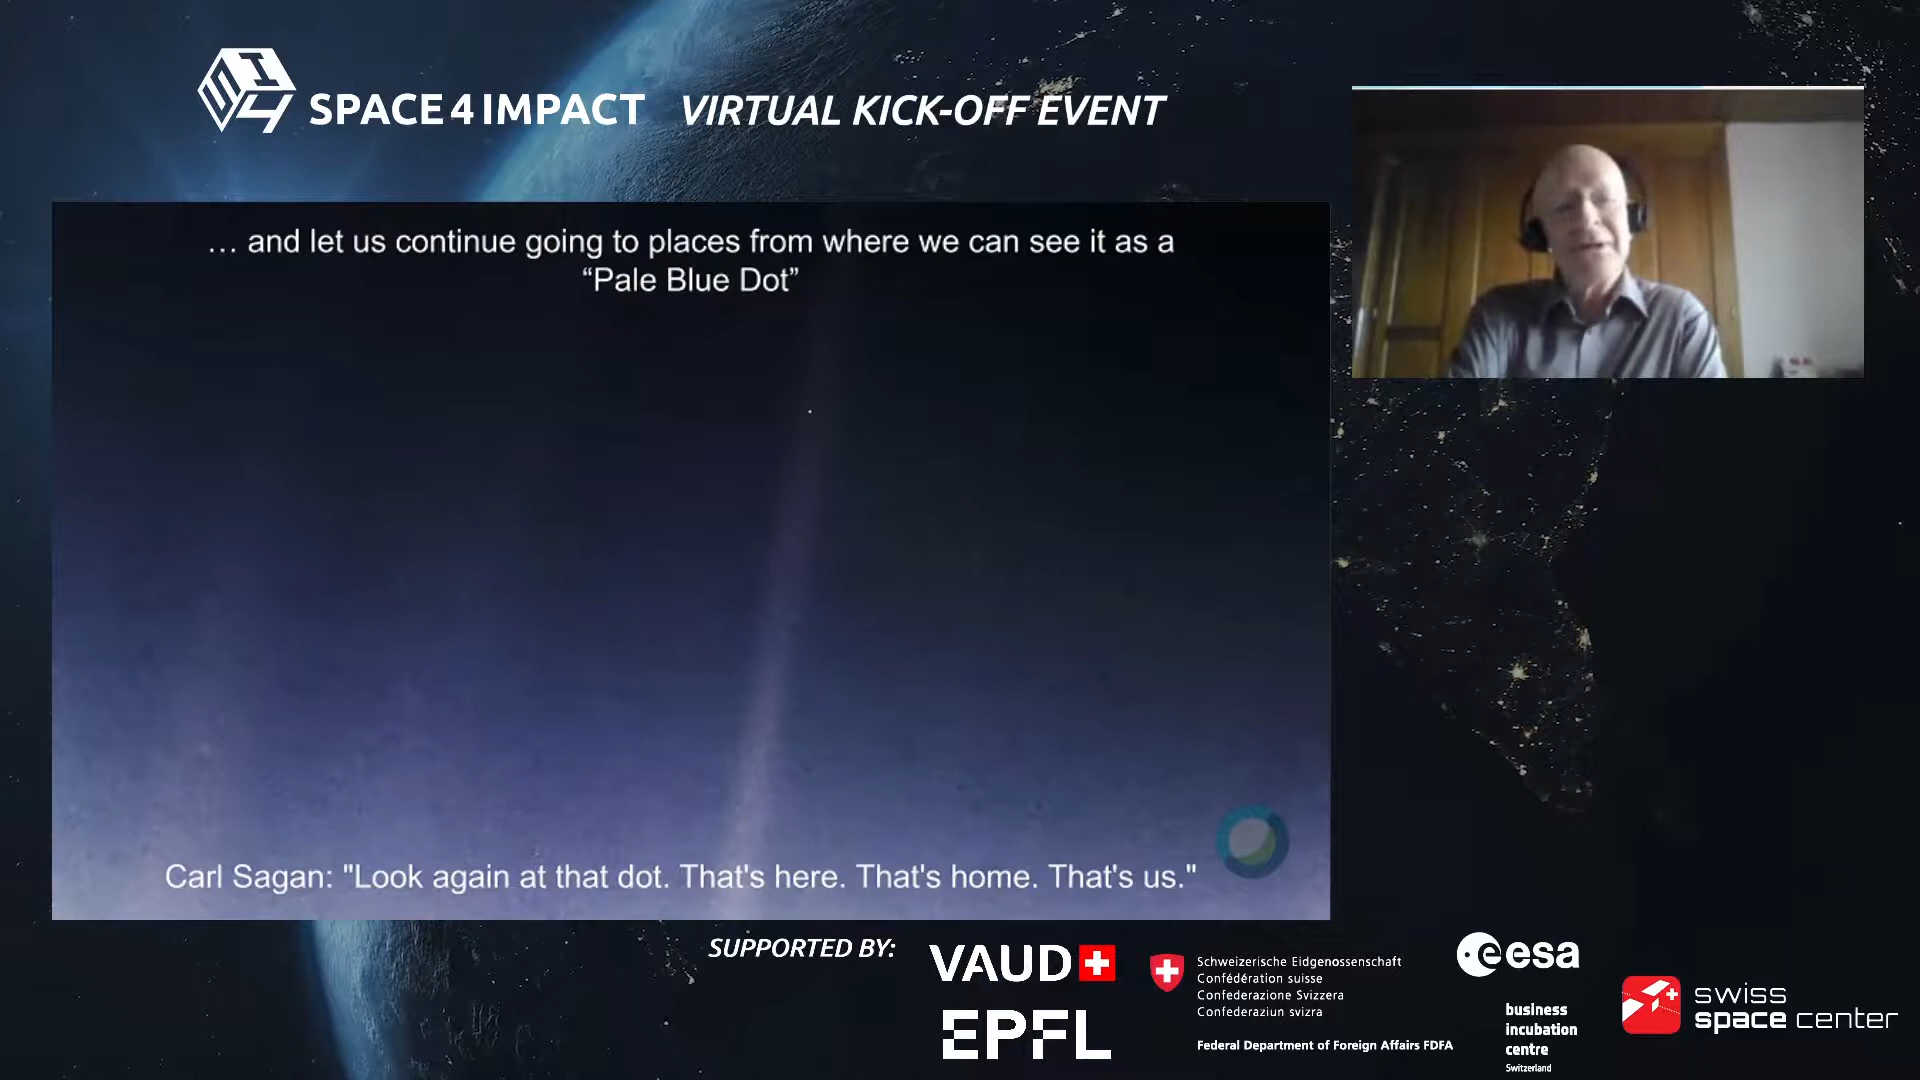 SI4
SPACE4IMPACT VIRTUAL KICK-OFF EVENT
… and let us continue going to places from where we can see it as a
“Pale Blue Dot”
Carl Sagan: "Look again at that dot. That's here. That's home. That's us."
SUPPORTED BY:
VAUD
EPFL
Schweizerische Eidgenossenschaft
Confédération suisse
Confederazione Svizzera
Confederaziun svizra
Federal Department of Foreign Affairs FDFA
esa
business
incubation
centre
Switzerland
swiss
space center